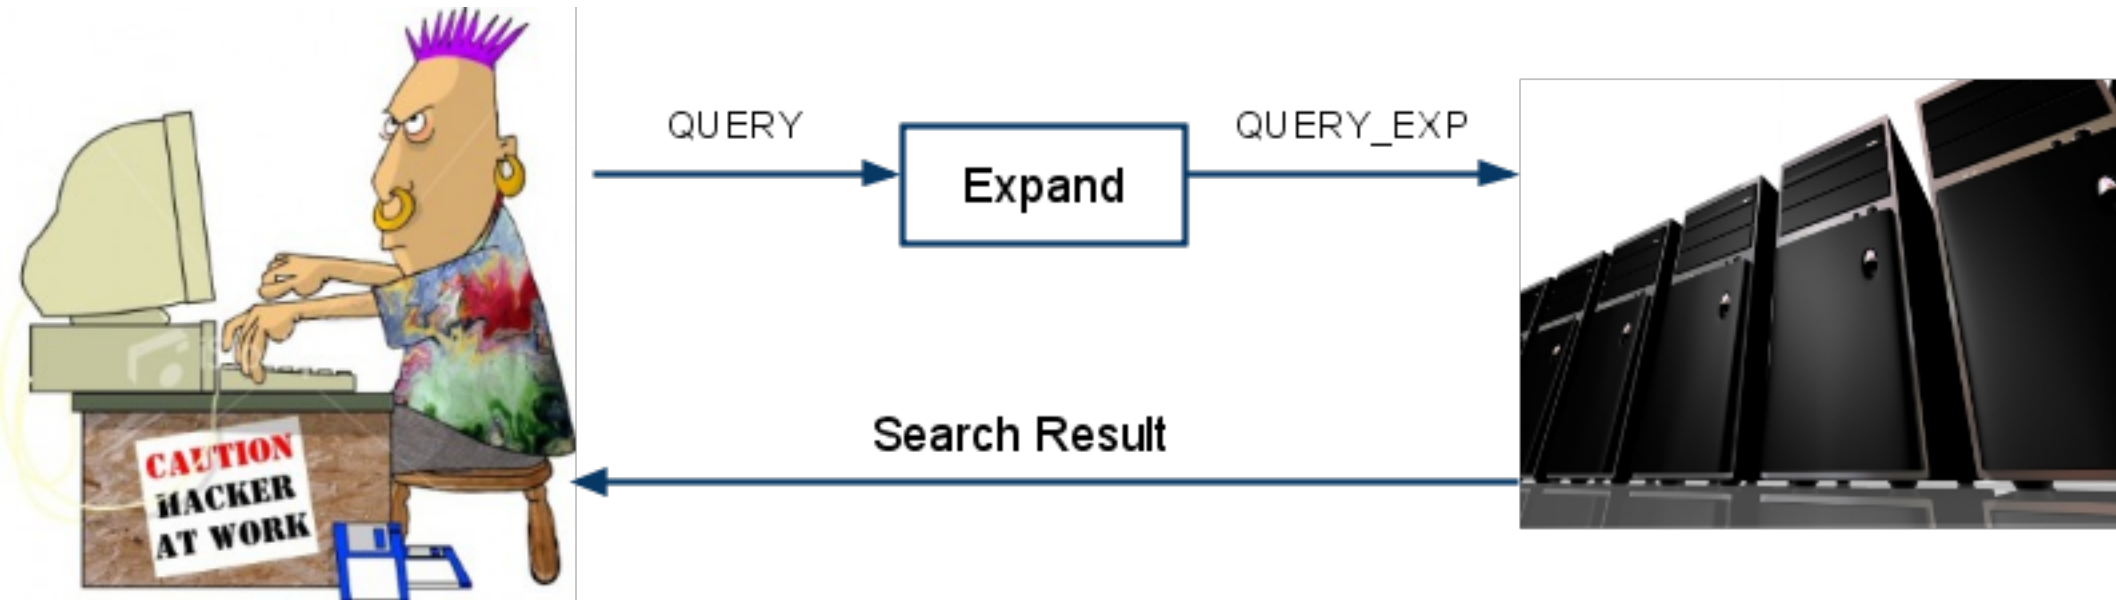 QUERY
Expand
QUERY_EXP
Search Result
CAUTION
HACKER
AT WORK